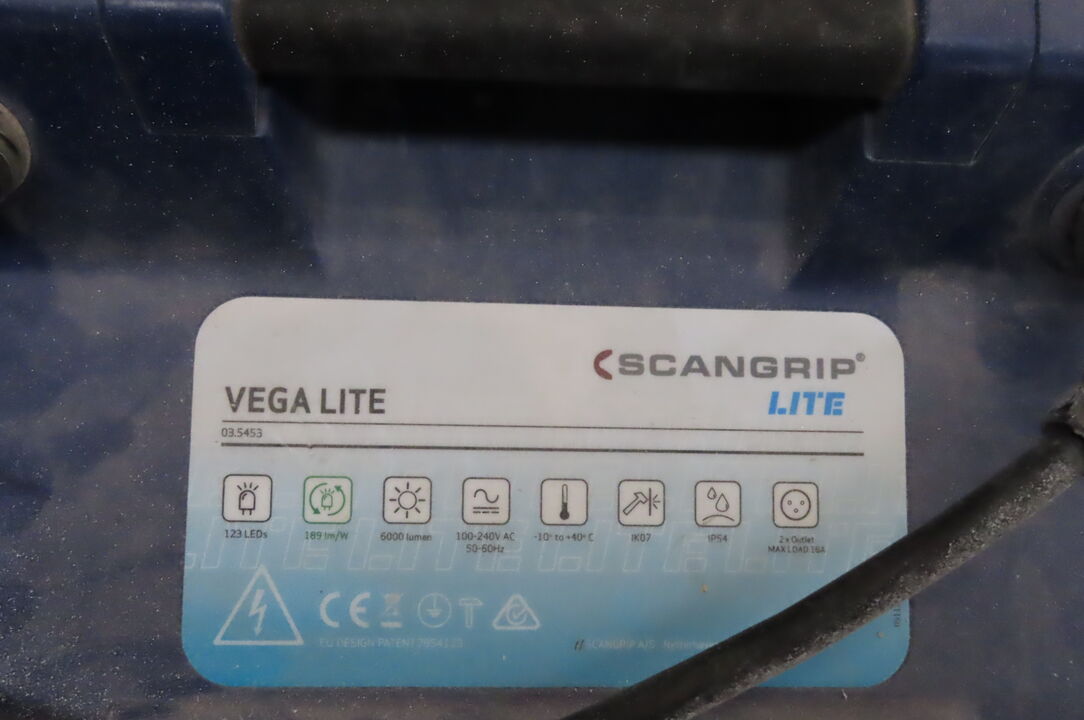 SCANGRIP®
LITE
VEGA LITE
03.5453
123 LEDs
189 lm/W
6000 lumen
100-240V AC
50-60Hz
-10° to +40° C
IK07
IP54
2 x Outlet
MAX LOAD 16A
CE
EU DESIGN PATENT
SCANGRIP A/S